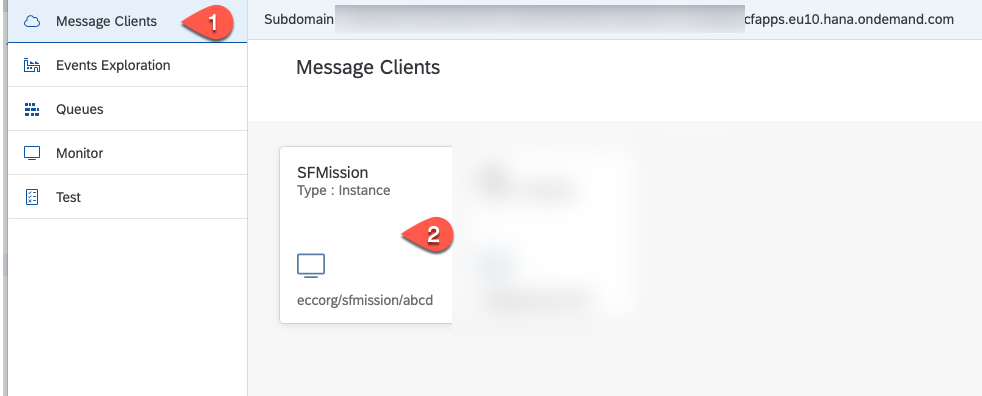 Message Clients
1
Subdomain
cfapps.eu10.hana.ondemand.com
Events Exploration
Queues
Monitor
Test
Message Clients
SFMission
Type : Instance
2
eccorg/sfmission/abcd